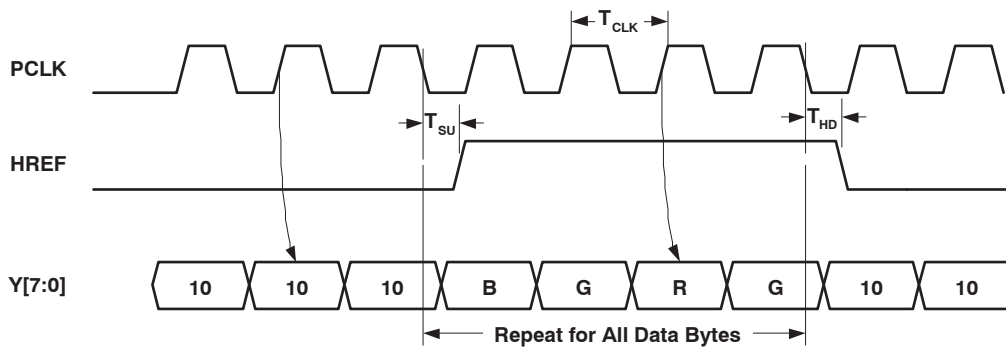 T_CLK
PCLK
T_SU
T_HD
HREF
Y[7:0]
10 10 10 B G R G 10 10
Repeat for All Data Bytes